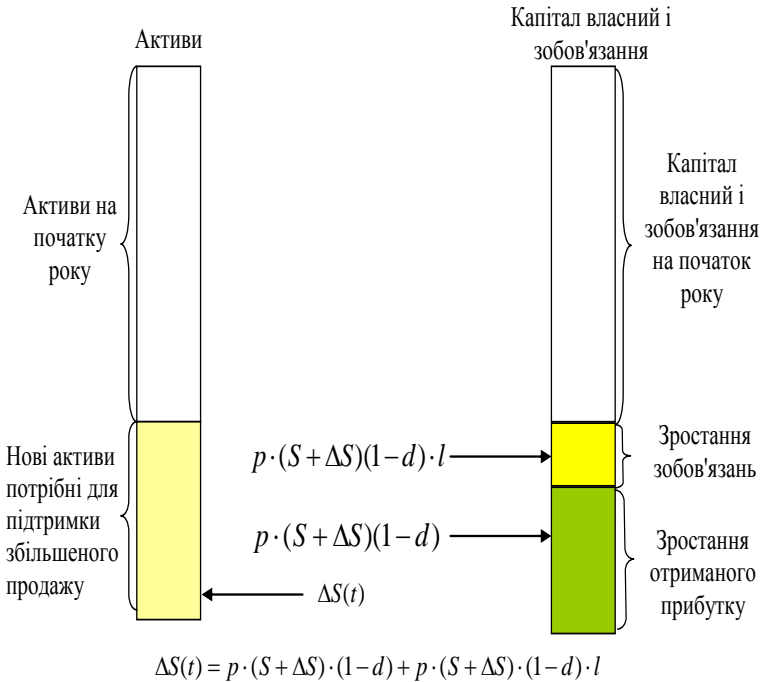 Активи
Капітал власний і
зобов'язання
Активи на
початку
року
Капітал
власний і
зобов'язання
на початок
року
Нові активи
потрібні для
підтримки
збільшеного
продажу
p·(S + ΔS)(1−d)·l
p·(S + ΔS)(1−d)
ΔS(t)
Зростання
зобов'язань
Зростання
отриманого
прибутку
ΔS(t) = p·(S + ΔS)·(1−d) + p·(S + ΔS)·(1−d)·l